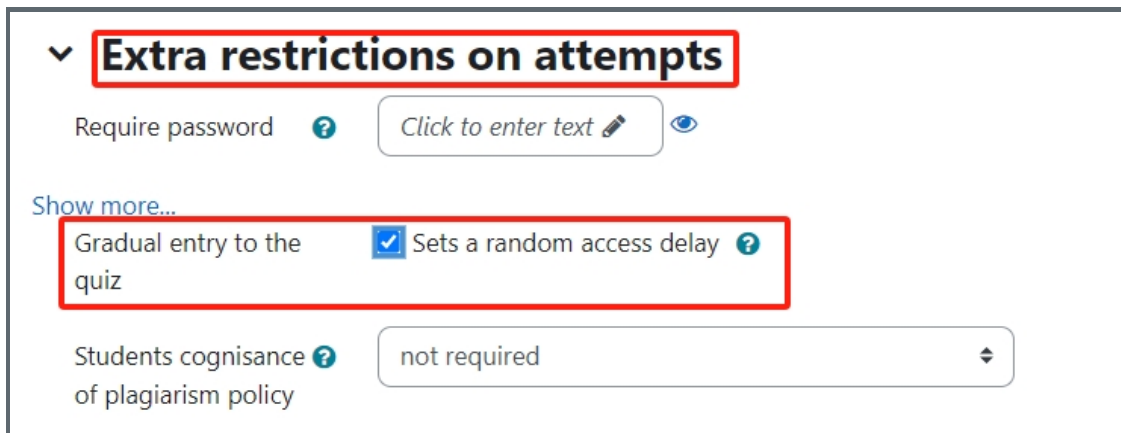 Extra restrictions on attempts
Require password
Click to enter text
Show more...
Gradual entry to the
quiz
Sets a random access delay
Students cognisance
of plagiarism policy
not required